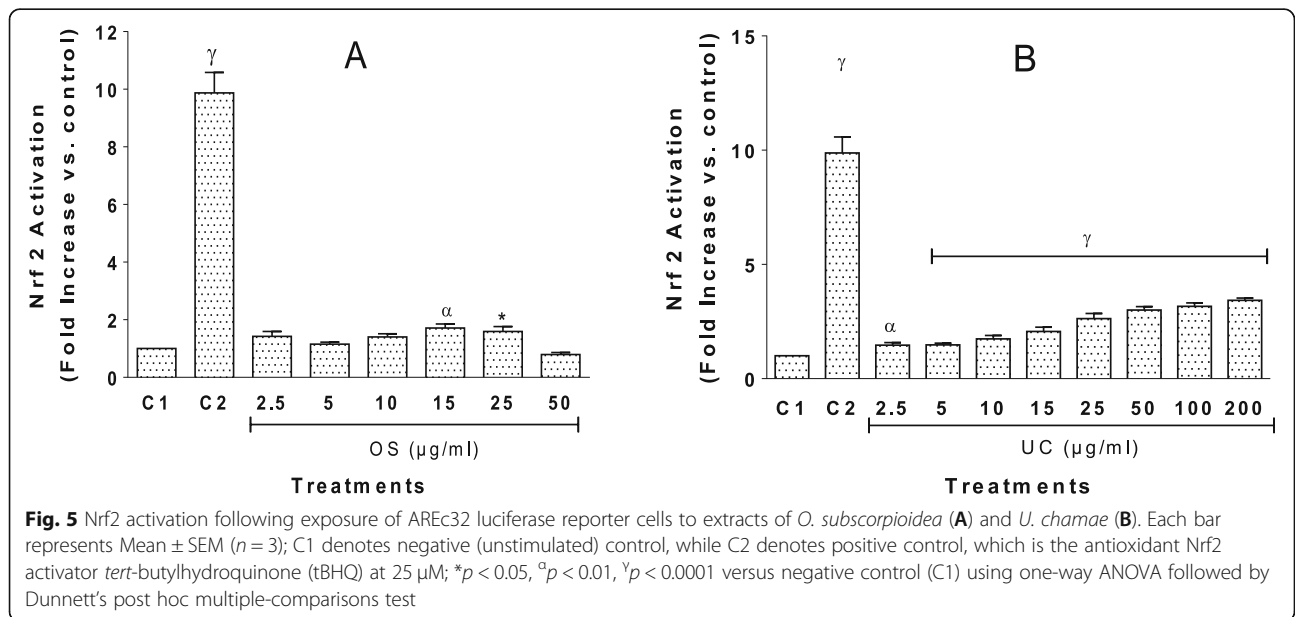 A
Nrf2 Activation
(Fold Increase vs. control)
12
10
8
6
4
2
0
γ
α
*
C1 C2 2.5 5 10 15 25 50
OS (µg/ml)
Treatments
B
Nrf2 Activation
(Fold Increase vs. control)
15
10
5
0
γ
γ
α
C1 C2 2.5 5 10 15 25 50 100 200
UC (µg/ml)
Treatments
Fig. 5 Nrf2 activation following exposure of AREc32 luciferase reporter cells to extracts of O. subscorpioidea (A) and U. chamae (B). Each bar
represents Mean ± SEM (n = 3); C1 denotes negative (unstimulated) control, while C2 denotes positive control, which is the antioxidant Nrf2
activator tert-butylhydroquinone (tBHQ) at 25 µM; *p < 0.05, αp < 0.01, γp < 0.0001 versus negative control (C1) using one-way ANOVA followed by
Dunnett's post hoc multiple-comparisons test